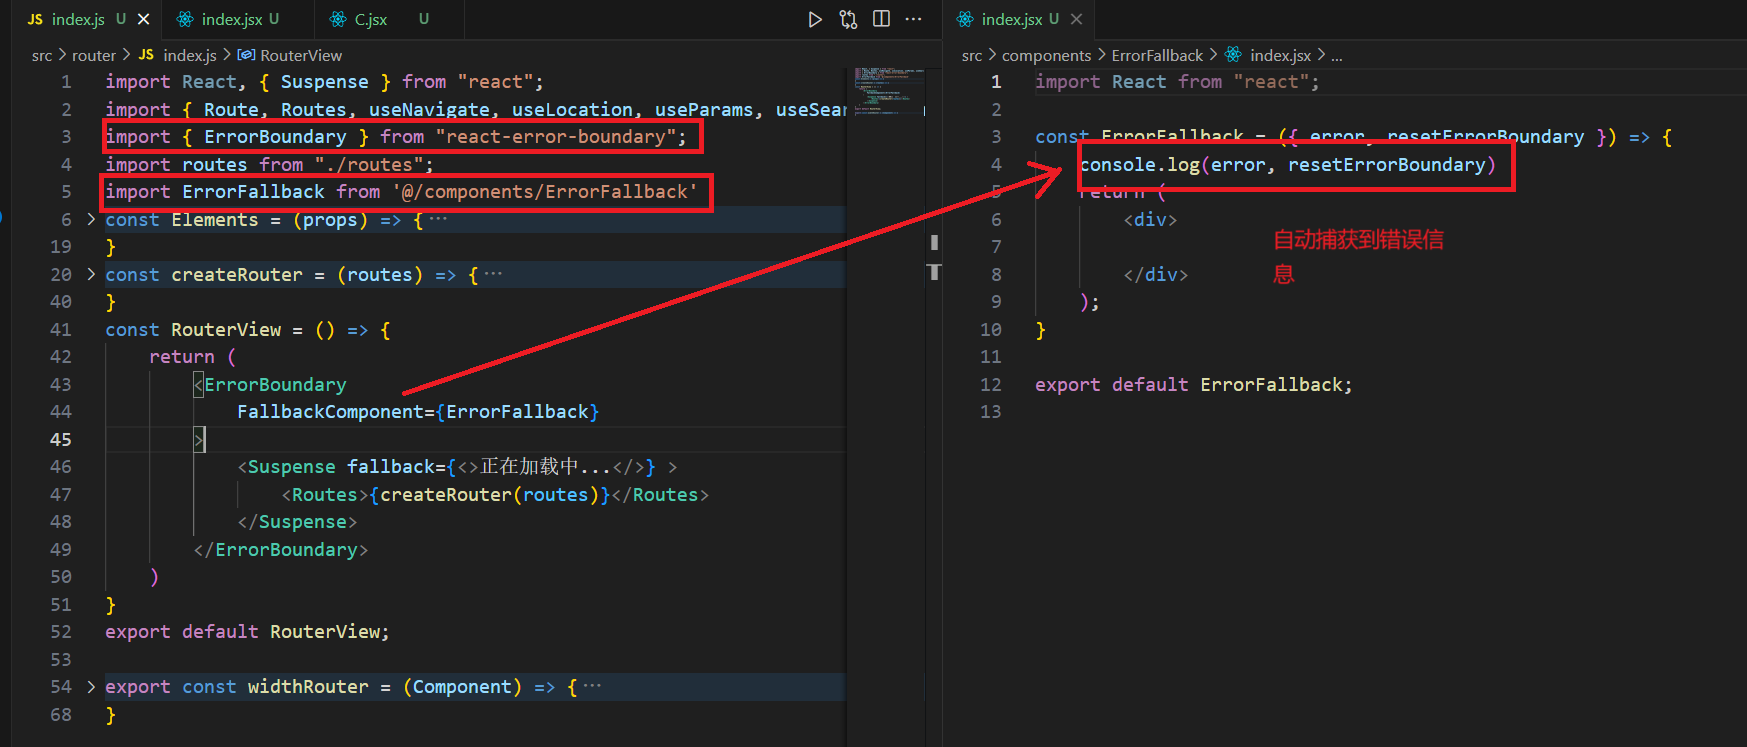 JS index.js U
index.jsx U
C.jsx U
src > router > JS index.js > RouterView
1 import React, { Suspense } from "react";
2 import { Route, Routes, useNavigate, useLocation, useParams, useSear
3 import { ErrorBoundary } from "react-error-boundary";
4 import routes from "./routes";
5 import ErrorFallback from '@/components/ErrorFallback'
6 const Elements = (props) => {···
19 }
20 const createRouter = (routes) => {···
40 }
41 const RouterView = () => {
42 return (
43 <ErrorBoundary
44 FallbackComponent={ErrorFallback}
45 >
46 <Suspense fallback={<>正在加载中...</>} >
47 <Routes>{createRouter(routes)}</Routes>
48 </Suspense>
49 </ErrorBoundary>
50 )
51 }
52 export default RouterView;
53
54 export const widthRouter = (Component) => {···
68 }
index.jsx U
src > components > ErrorFallback > index.jsx > ...
1 import React from "react";
2
3 const ErrorFallback = ({ error, resetErrorBoundary }) => {
4 console.log(error, resetErrorBoundary)
5 return (
6 <div>
7
8 </div>
9 );
10 }
11
12 export default ErrorFallback;
13
自动捕获到错误信
息